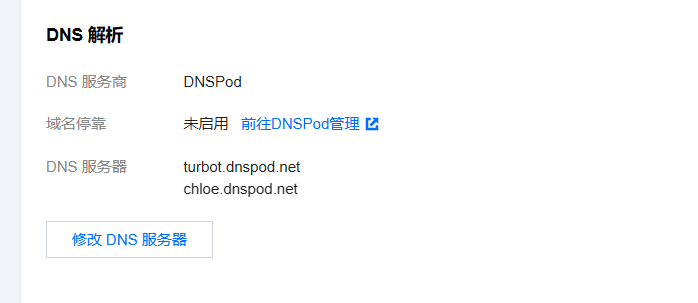 DNS 解析
DNS 服务商 DNSPod
域名停靠 未启用 前往DNSPod管理
DNS 服务器 turbot.dnspod.net
chloe.dnspod.net
修改 DNS 服务器